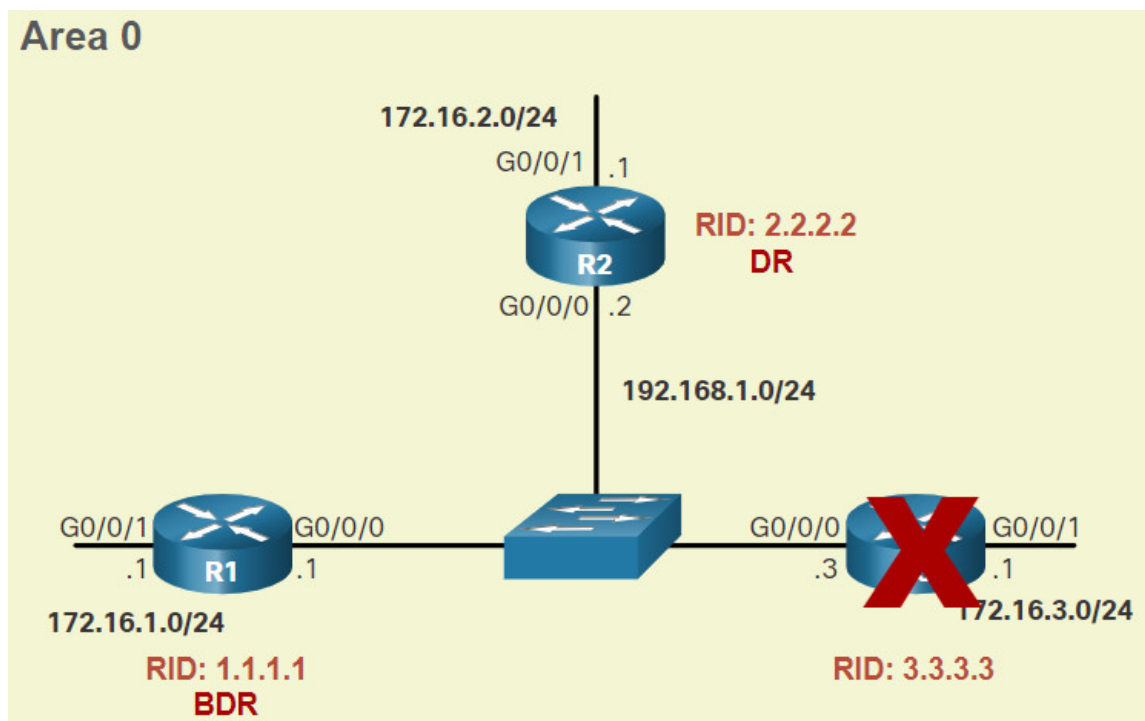 Area 0
172.16.2.0/24
G0/0/1 .1
R2
RID: 2.2.2.2
DR
G0/0/0 .2
192.168.1.0/24
G0/0/1 R1 G0/0/0
.1 .1
172.16.1.0/24
RID: 1.1.1.1
BDR
G0/0/0 G0/0/1
.3 .1
172.16.3.0/24
RID: 3.3.3.3